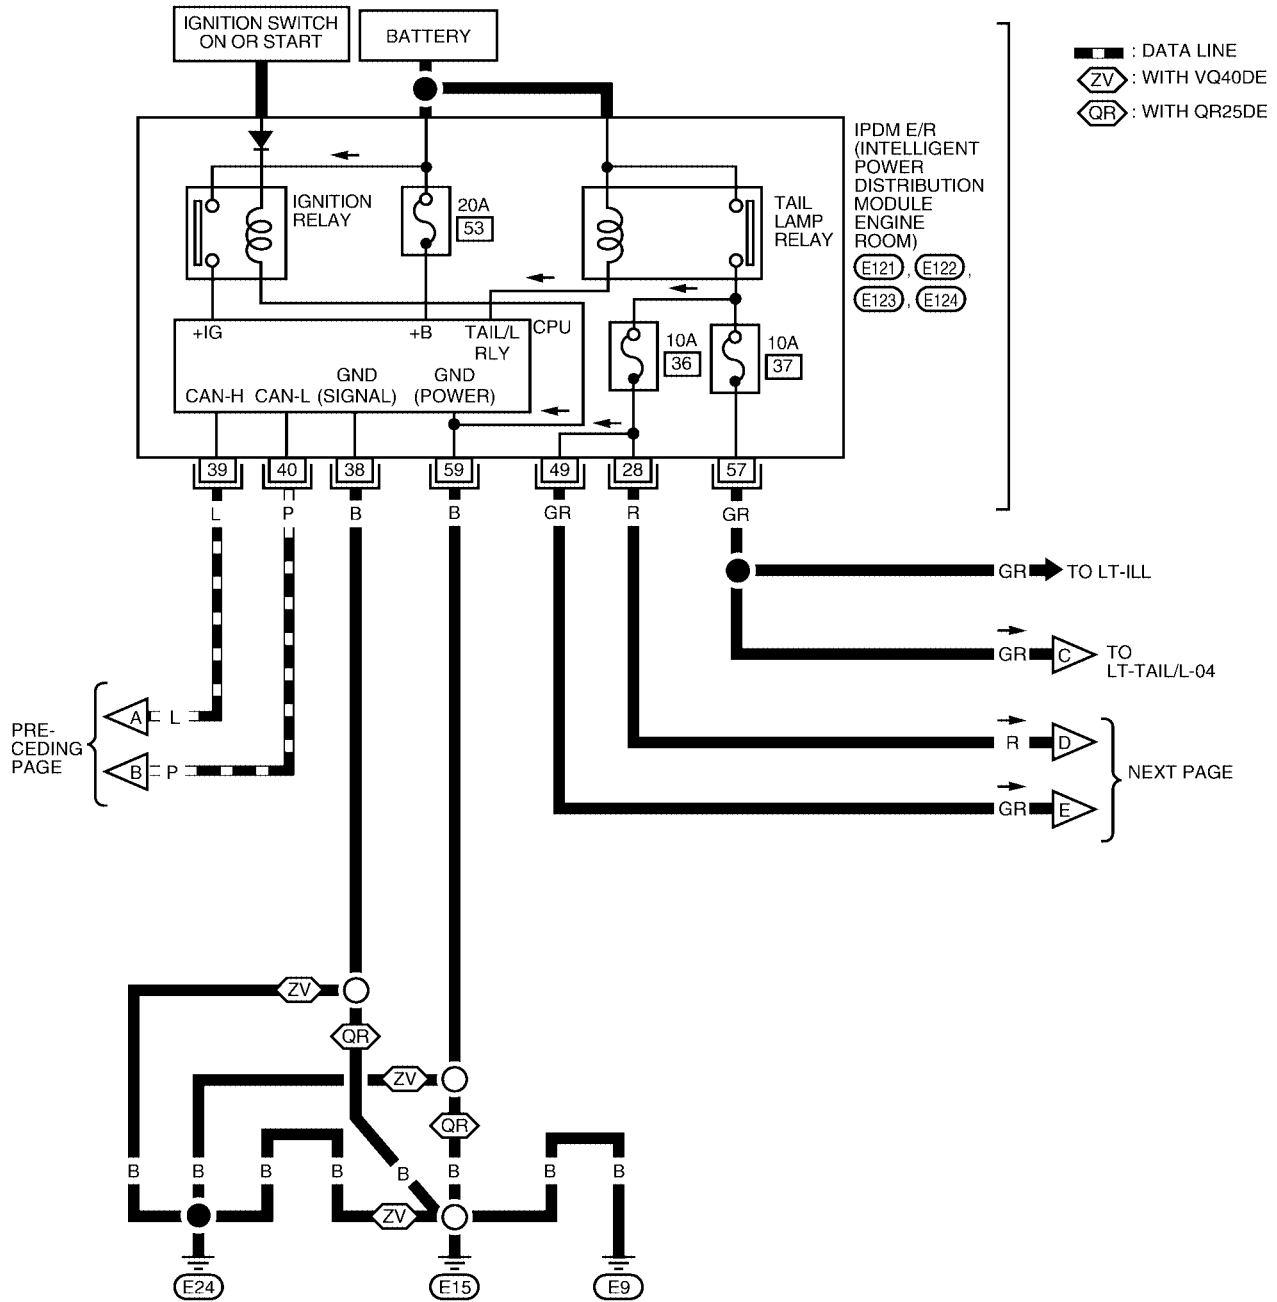 IGNITION SWITCH
ON OR START
BATTERY
: DATA LINE
ZV : WITH VQ40DE
QR : WITH QR25DE
IPDM E/R
(INTELLIGENT
POWER
DISTRIBUTION
MODULE
ENGINE
ROOM)
E121 , E122 ,
E123 , E124
IGNITION
RELAY
20A
53
TAIL
LAMP
RELAY
+IG
+B
TAIL/L
RLY
CPU
10A
36
10A
37
CAN-H
CAN-L
GND
(SIGNAL)
GND
(POWER)
39
40
38
59
49
28
57
L
P
B
B
GR
R
GR
GR TO LT-ILL
GR C TO
LT-TAIL/L-04
PRE-
CEDING
PAGE
A L
B P
R D
GR E
NEXT PAGE
ZV
QR
ZV
QR
B
B
B
B
B
B
B
B
ZV
E24
E15
E9